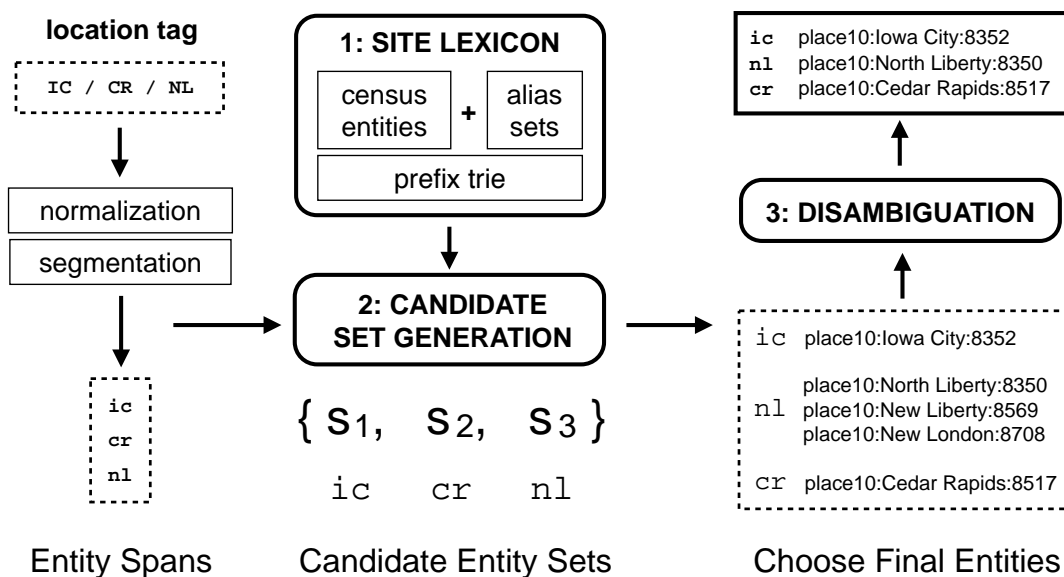 location tag
IC / CR / NL
normalization
segmentation
ic
cr
nl
Entity Spans
1: SITE LEXICON
census
entities
+
alias
sets
prefix trie
2: CANDIDATE
SET GENERATION
{ S1, S2, S3 }
ic cr nl
Candidate Entity Sets
ic place10:Iowa City:8352
nl place10:North Liberty:8350
cr place10:Cedar Rapids:8517
3: DISAMBIGUATION
ic place10:Iowa City:8352
place10:North Liberty:8350
nl place10:New Liberty:8569
place10:New London:8708
cr place10:Cedar Rapids:8517
Choose Final Entities